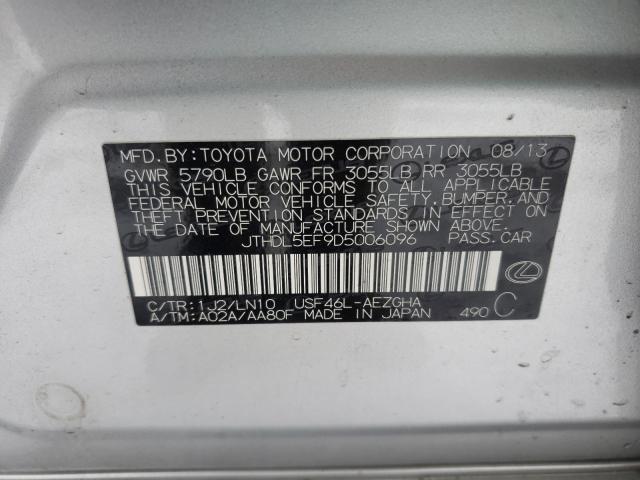 MFD.BY:TOYOTA MOTOR CORPORATION 08/13
GVWR 5790LB GAWR FR 3055LB RR 3055LB
THIS VEHICLE CONFORMS TO ALL APPLICABLE
FEDERAL MOTOR VEHICLE SAFETY, BUMPER, AND
THEFT PREVENTION STANDARDS IN EFFECT ON
THE DATE OF MANUFACTURE SHOWN ABOVE.
JTHDL5EF9D5006096 PASS.CAR
C/TR:1J2/LN10 USF46L-AEZGHA
A/TM:A02A/AA80F MADE IN JAPAN 490 C